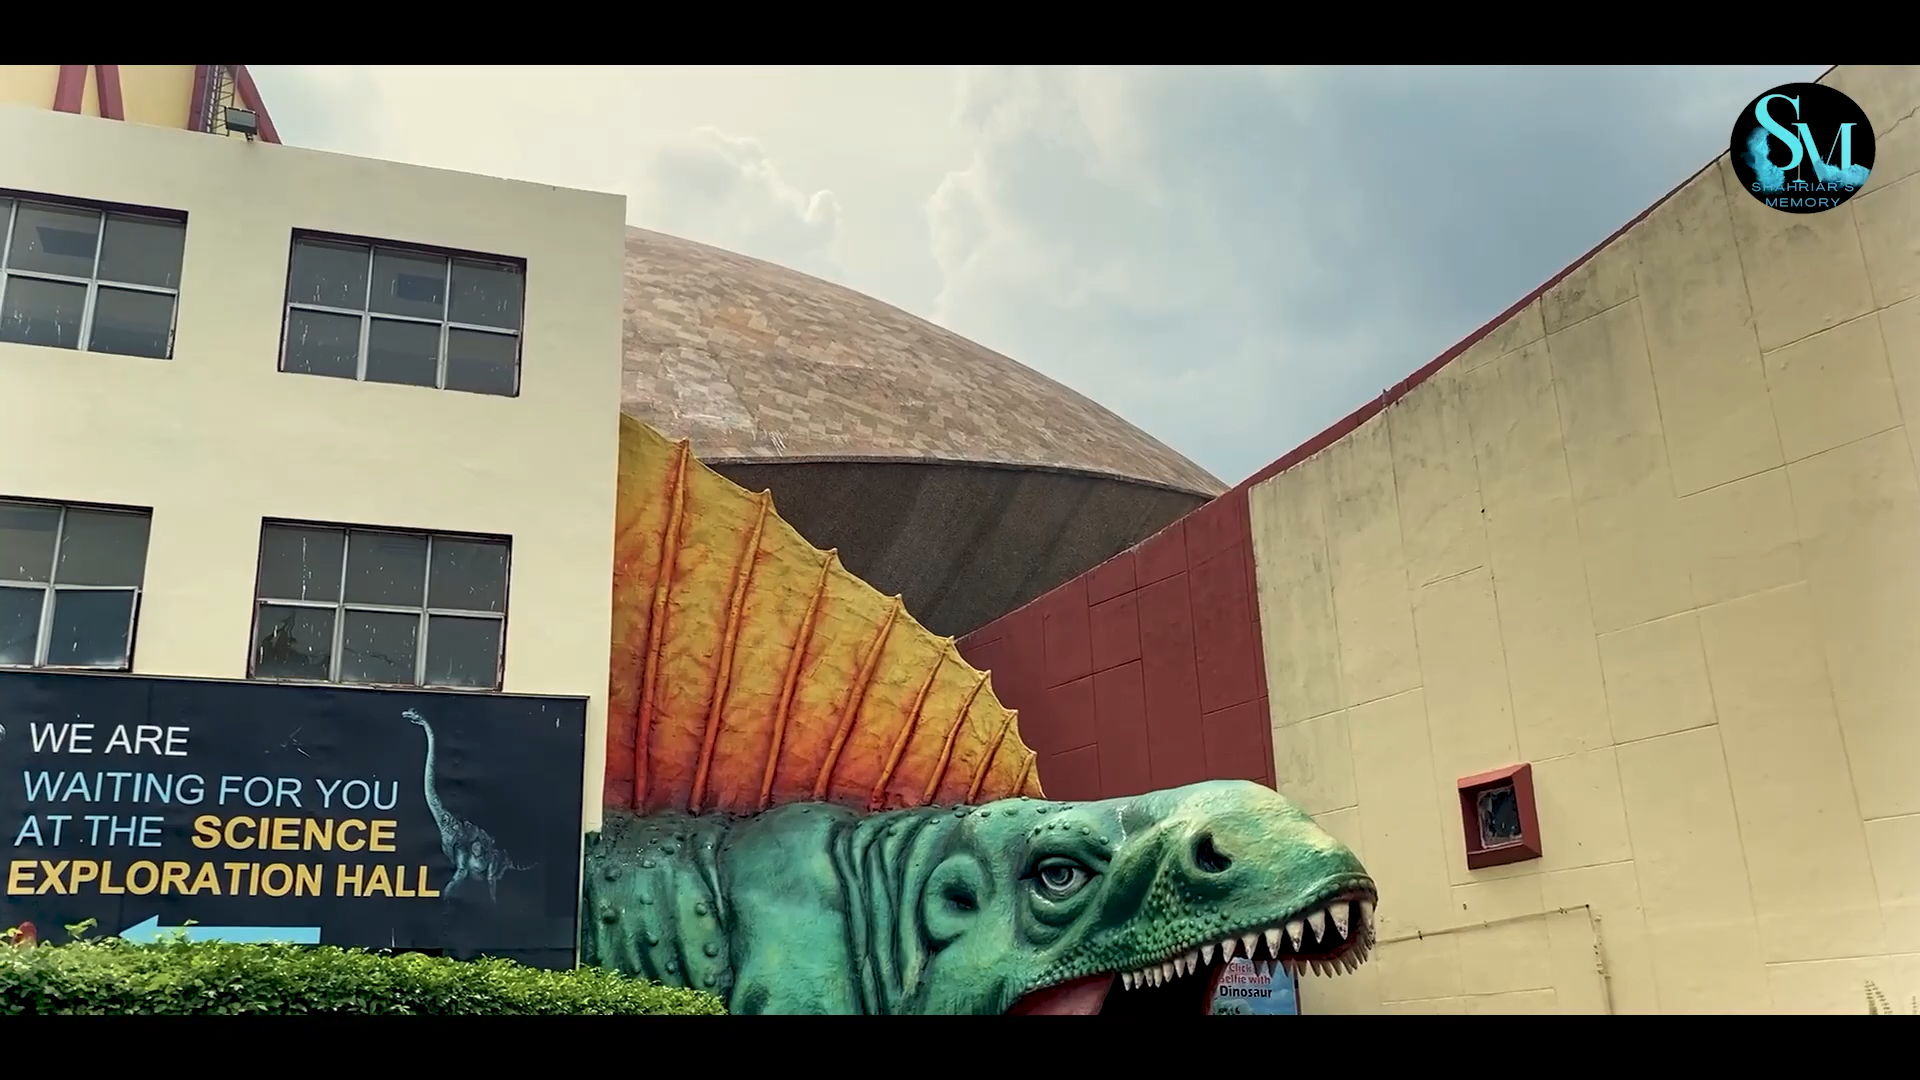 WE ARE
WAITING FOR YOU
AT THE SCIENCE
EXPLORATION HALL
SM
SHAHRIAR'S
MEMORY
Click
Selfie with
Dinosaur